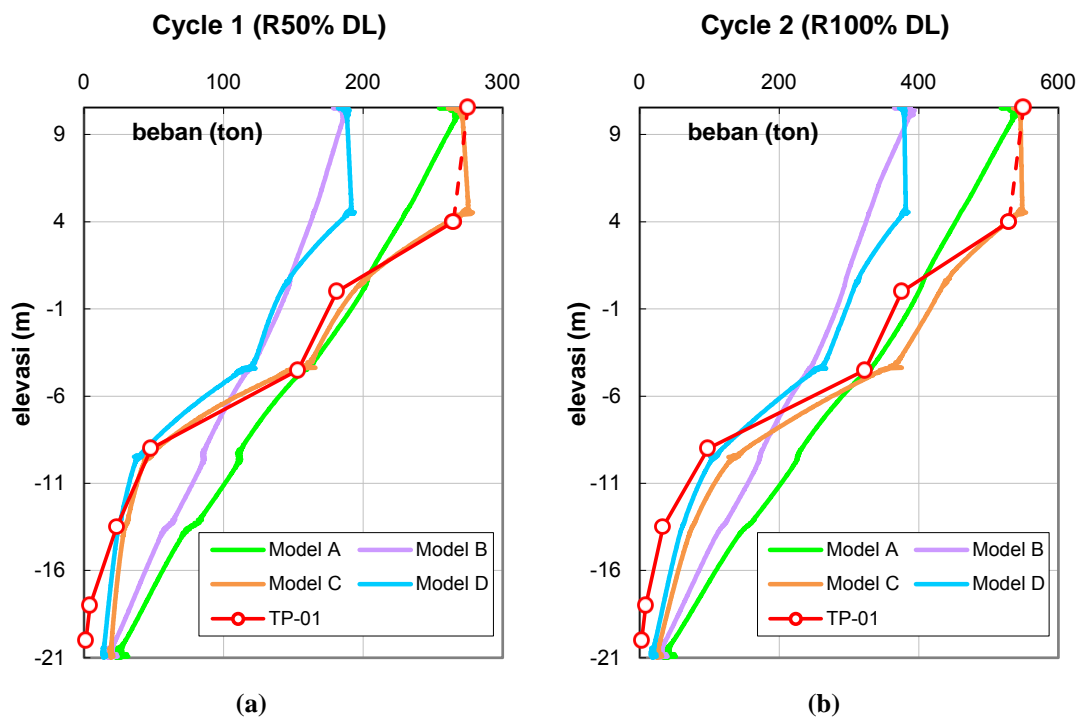 Cycle 1 (R50% DL)
0 100 200 300
beban (ton)
elevasi (m)
9
4
-1
-6
-11
-16
-21
Model A Model B
Model C Model D
TP-01
(a)
Cycle 2 (R100% DL)
0 200 400 600
beban (ton)
elevasi (m)
9
4
-1
-6
-11
-16
-21
Model A Model B
Model C Model D
TP-01
(b)